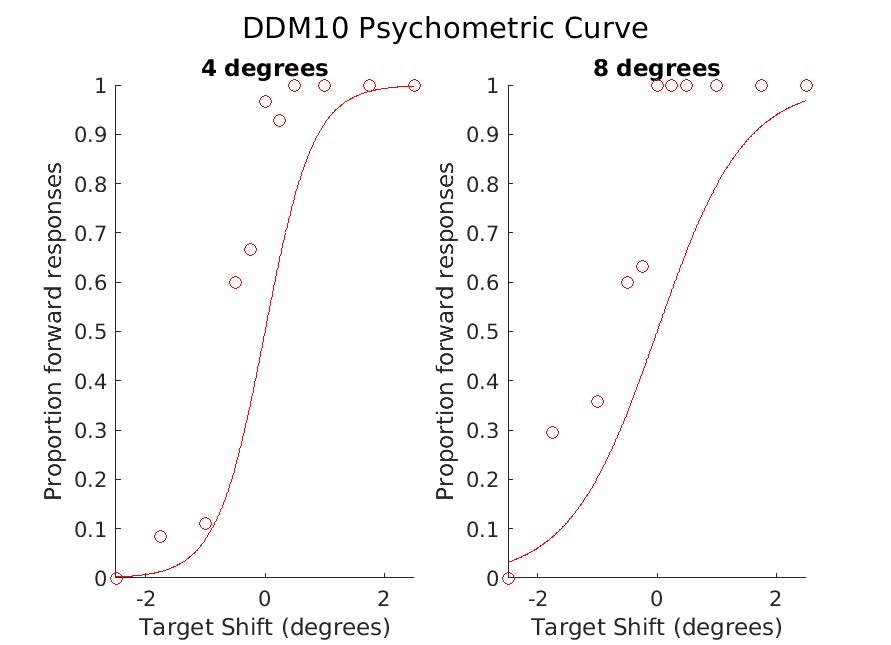 DDM10 Psychometric Curve
4 degrees
1
0.9
0.8
0.7
0.6
0.5
0.4
0.3
0.2
0.1
0
Proportion forward responses
-2 0 2
Target Shift (degrees)
8 degrees
1
0.9
0.8
0.7
0.6
0.5
0.4
0.3
0.2
0.1
0
Proportion forward responses
-2 0 2
Target Shift (degrees)